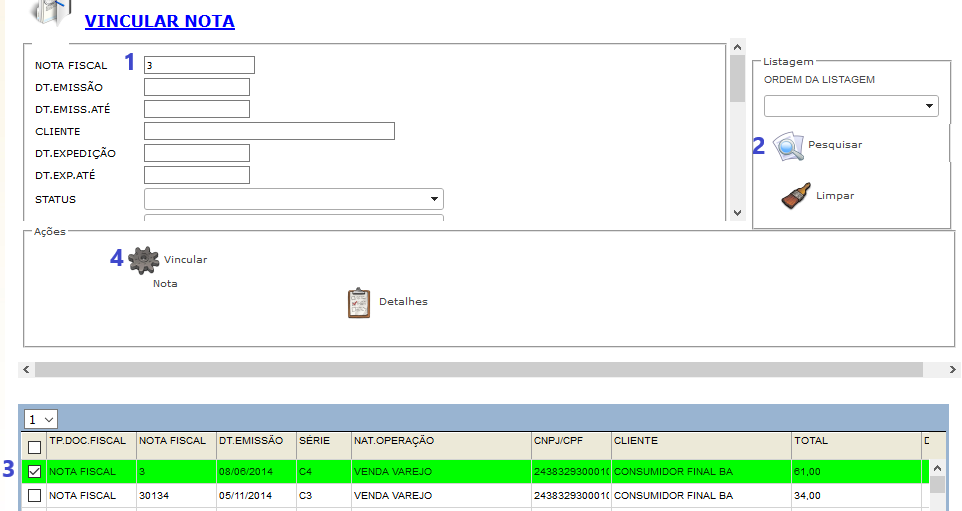 VINCULAR NOTA
NOTA FISCAL 1 3
DT.EMISSÃO
DT.EMISS.ATÉ
CLIENTE
DT.EXPEDIÇÃO
DT.EXP.ATÉ
STATUS
Listagem
ORDEM DA LISTAGEM
2 Pesquisar
Limpar
Ações
4 Vincular
Nota
Detalhes
1
TP.DOC.FISCAL NOTA FISCAL DT.EMISSÃO SÉRIE NAT.OPERAÇÃO CNPJ/CPF CLIENTE TOTAL
3 NOTA FISCAL 3 08/06/2014 C4 VENDA VAREJO 2438329300010 CONSUMIDOR FINAL BA 61,00
NOTA FISCAL 30134 05/11/2014 C3 VENDA VAREJO 2438329300010 CONSUMIDOR FINAL BA 34,00